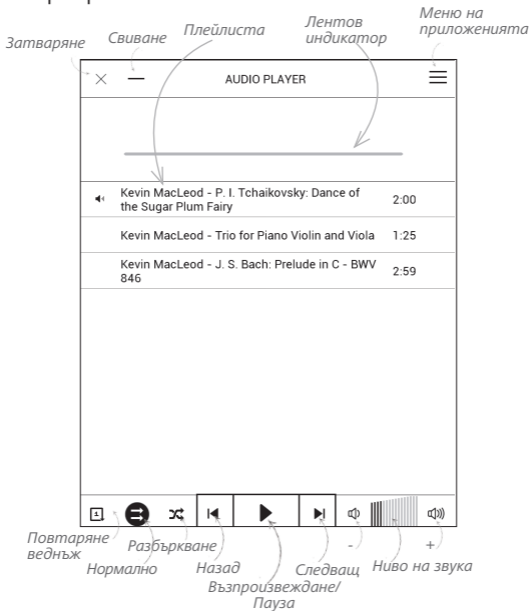 Меню на
приложенията
Лентов
индикатор
Плейлиста
Свиване
Затваряне
AUDIO PLAYER
Kevin MacLeod - P. I. Tchaikovsky: Dance of
the Sugar Plum Fairy
2:00
Kevin MacLeod - Trio for Piano Violin and Viola 1:25
Kevin MacLeod - J. S. Bach: Prelude in C - BWV
846
2:59
1
Повтаряне
веднъж
Нормално
Разбъркване
Назад
Възпроизвеждане/
Пауза
Следващ
-
Ниво на звука
+